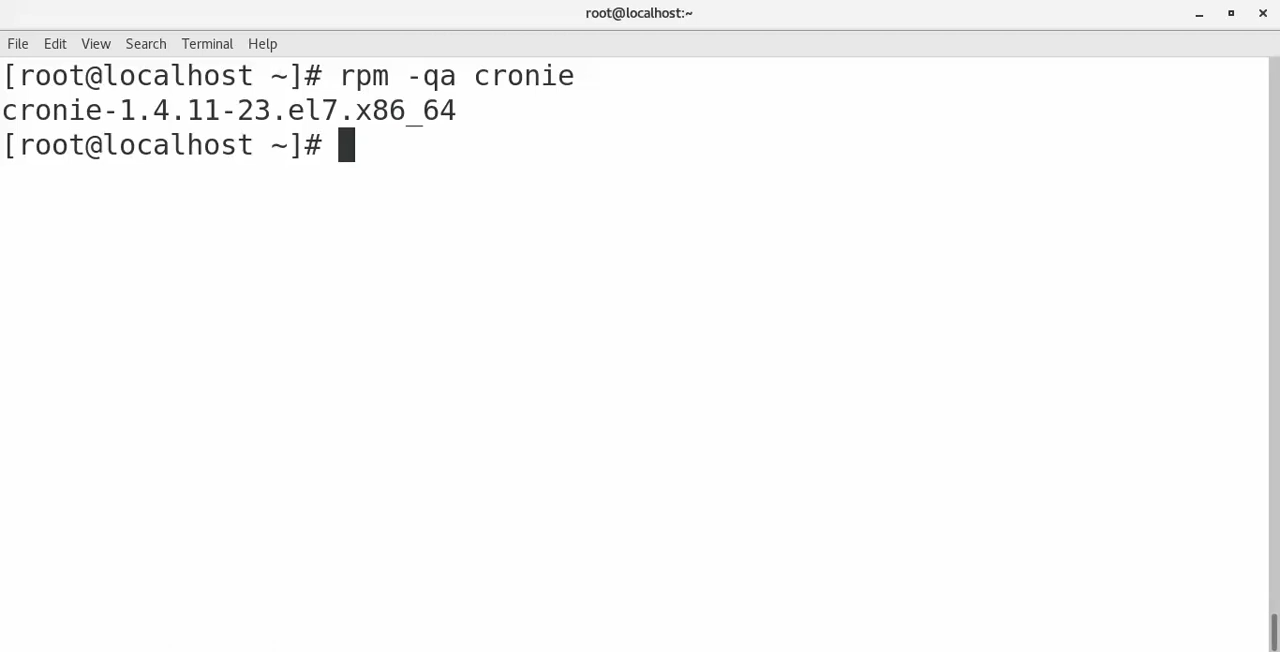 root@localhost:~
File Edit View Search Terminal Help
[root@localhost ~]# rpm -qa cronie
cronie-1.4.11-23.el7.x86_64
[root@localhost ~]#